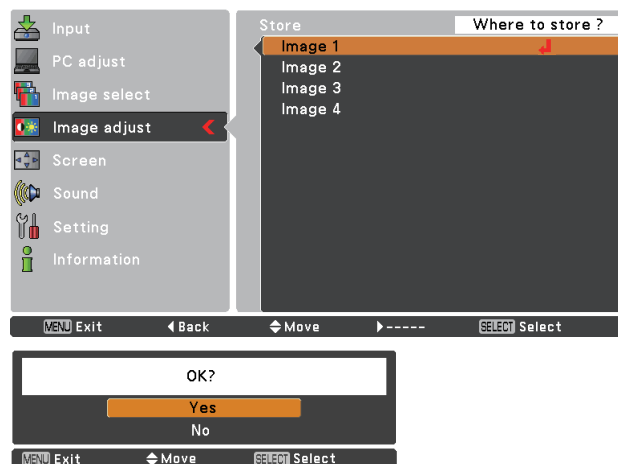 Input
PC adjust
Image select
Image adjust
Screen
Sound
Setting
Information
Store
Where to store ?
Image 1
Image 2
Image 3
Image 4
MENU Exit Back Move ----- SELECT Select
OK?
Yes
No
MENU Exit Move SELECT Select